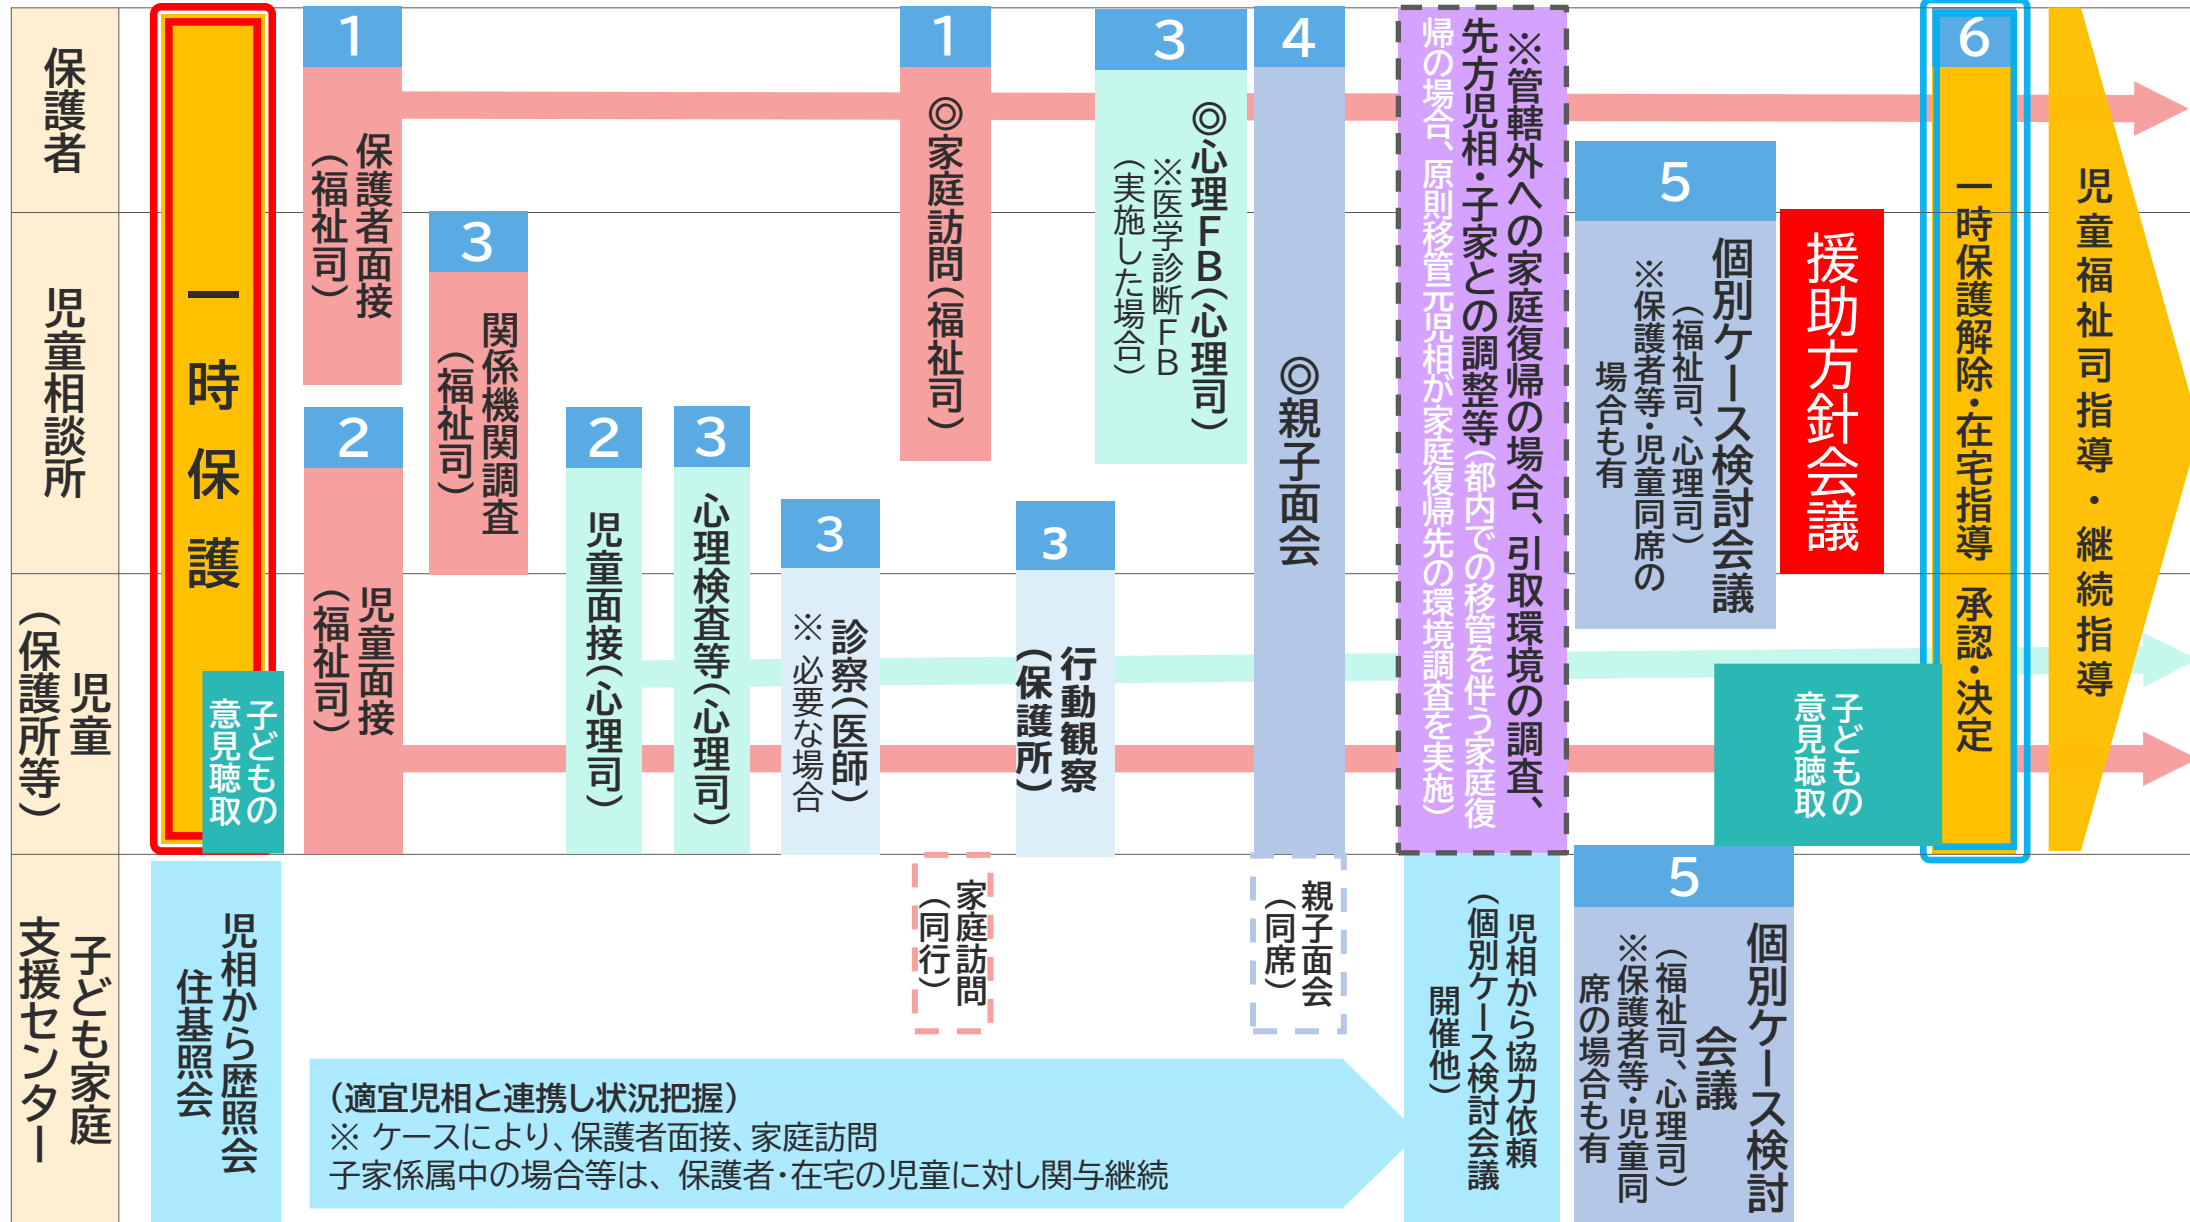 保護者
児童相談所
児童
（保護所等）
子ども家庭
支援センター
一時保護
子どもの
意見聴取
児相から歴照会
住基照会
1
保護者面接
（福祉司）
2
児童面接
（福祉司）
3
関係機関調査
（福祉司）
2
児童面接（心理司）
3
心理検査等（心理司）
3
診察（医師）
※ 必要な場合
1
◎家庭訪問（福祉司）
家庭訪問
（同行）
3
行動観察
（保護所）
3
◎心理ＦＢ（心理司）
※医学診断ＦＢ
（実施した場合）
4
◎親子面会
親子面会
（同席）
※管轄外への家庭復帰の場合、引取環境の調査、
先方児相・子家との調整等（都内での移管を伴う家庭復
帰の場合、原則移管元児相が家庭復帰先の環境調査を実施）
児相から協力依頼
（個別ケース検討会議
開催他）
5
個別ケース検討会議
（福祉司、心理司）
※保護者等・児童同席の
場合も有
援助方針会議
子どもの
意見聴取
5
個別ケース検討
会議
（福祉司、心理司）
※保護者等・児童同
席の場合も有
6
一時保護解除・在宅指導 承認・決定
児童福祉司指導・継続指導
（適宜児相と連携し状況把握）
※ ケースにより、保護者面接、家庭訪問
子家係属中の場合等は、保護者・在宅の児童に対し関与継続